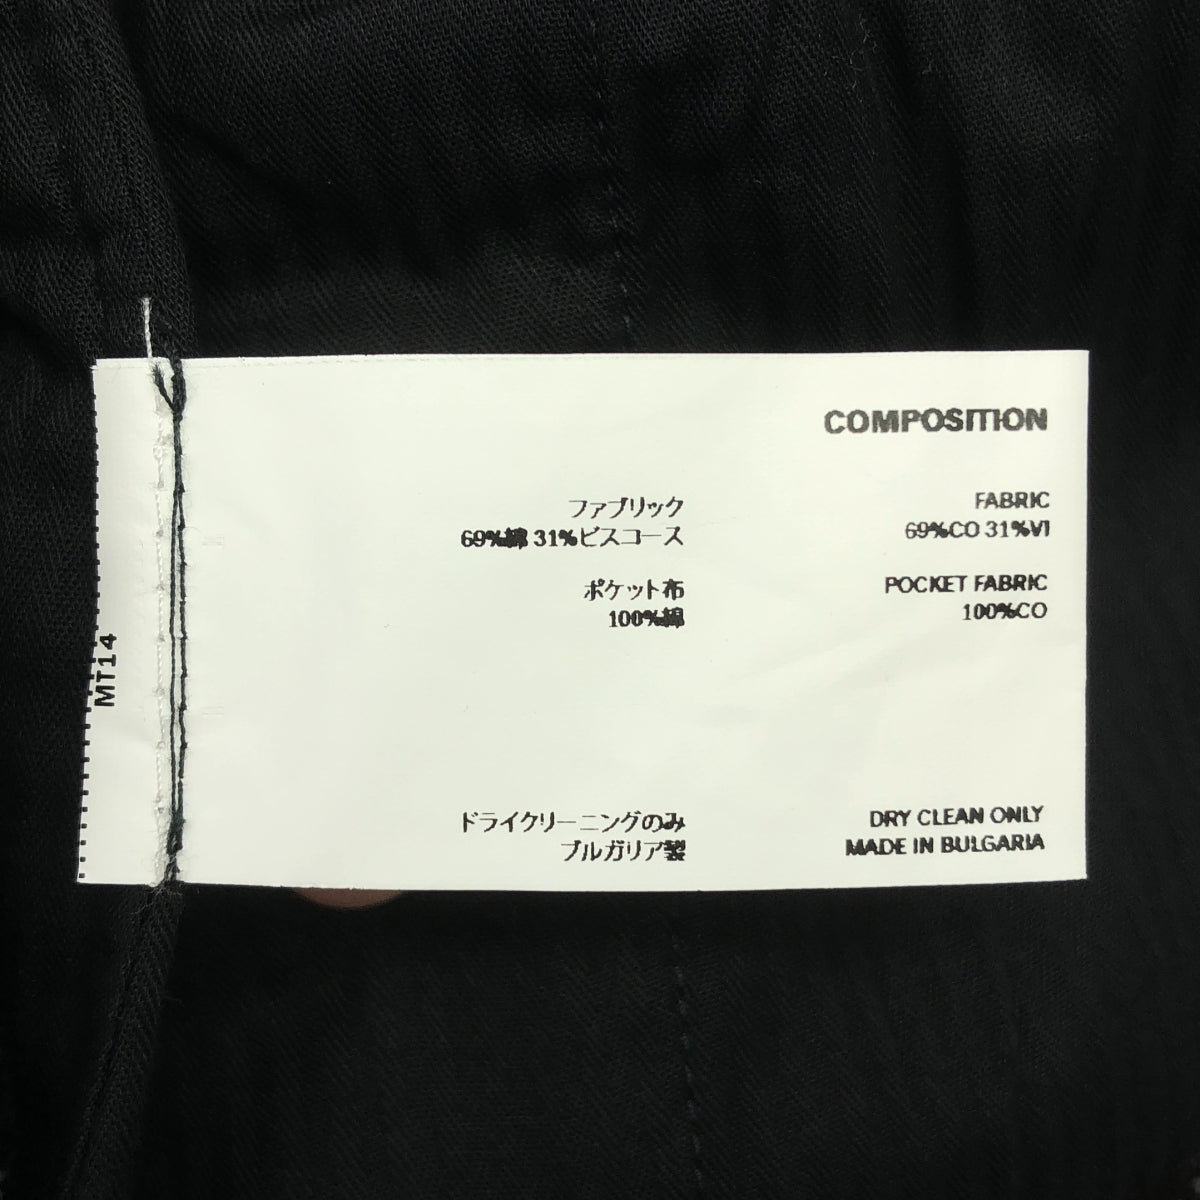 COMPOSITION
ファブリック
69%綿 31%ビスコース
ポケット布
100%綿
FABRIC
69%CO 31%VI
POCKET FABRIC
100%CO
ドライクリーニングのみ
ブルガリア製
DRY CLEAN ONLY
MADE IN BULGARIA
MT14